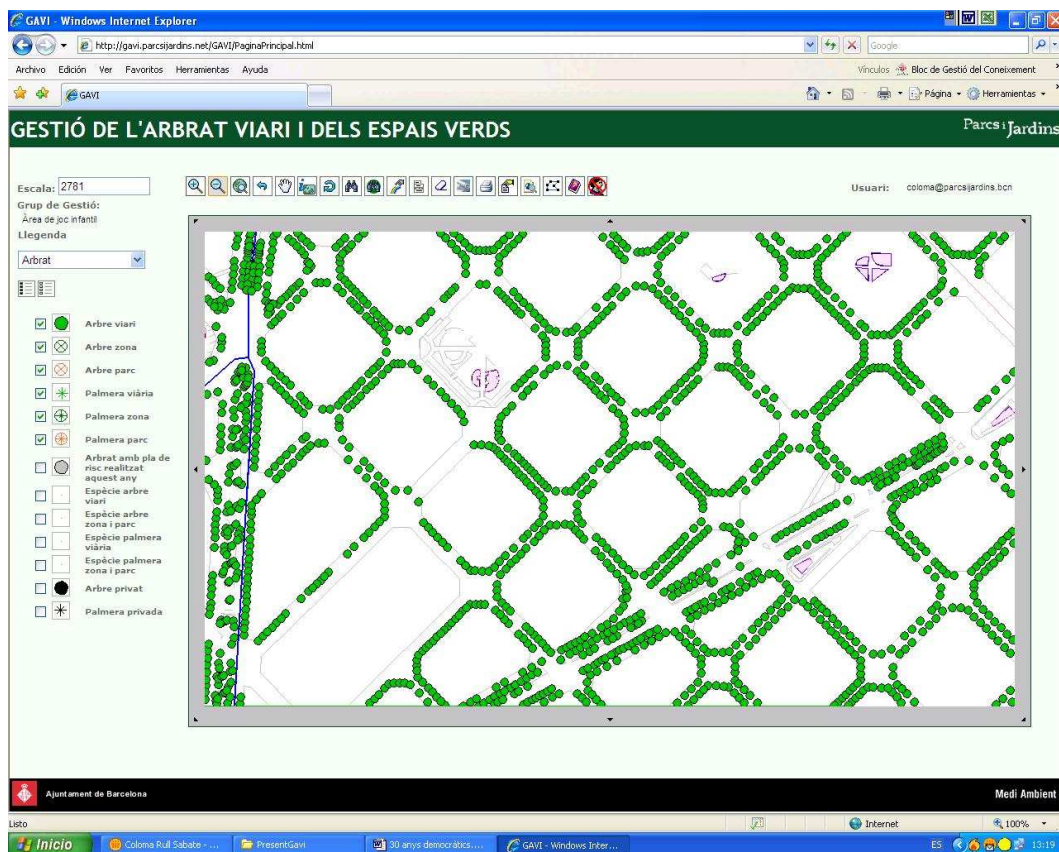 GAVI - Windows Internet Explorer
http://gavi.parcsijardins.net/GAVI/PaginaPrincipal.html
Google
Archivo Edición Ver Favoritos Herramientas Ayuda
Vínculos Bloc de Gestió del Coneixement
GAVI
Página Herramientas
GESTIÓ DE L'ARBRAT VIARI I DELS ESPAIS VERDS
Parcs i Jardins
Escala: 2781
Usuari: coloma@parcsijardins.bcn
Grup de Gestió:
Àrea de joc infantil
Llegenda
Arbrat
Arbre viari
Arbre zona
Arbre parc
Palmera viària
Palmera zona
Palmera parc
Arbrat amb pla de
risc realitzat
aquest any
Espècie arbre
viari
Espècie arbre
zona i parc
Espècie palmera
viària
Espècie palmera
zona i parc
Arbre privat
Palmera privada
Ajuntament de Barcelona
Medi Ambient
Listo
Internet
100%
Inicio
Coloma Rull Sabate - ...
PresentGavi
30 anys democràtics....
GAVI - Windows Inter...
ES
13:19